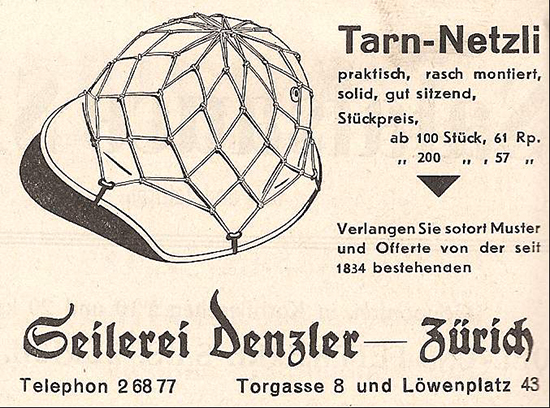 Tarn-Netzli
praktisch, rasch montiert,
solid, gut sitzend,
Stückpreis,
ab 100 Stück, 61 Rp.
„ 200 „ , 57 „
Verlangen Sie sofort Muster
und Offerte von der seit
1834 bestehenden
Seilerei Denzler — Zürich
Telephon 2 68 77 Torgasse 8 und Löwenplatz 43